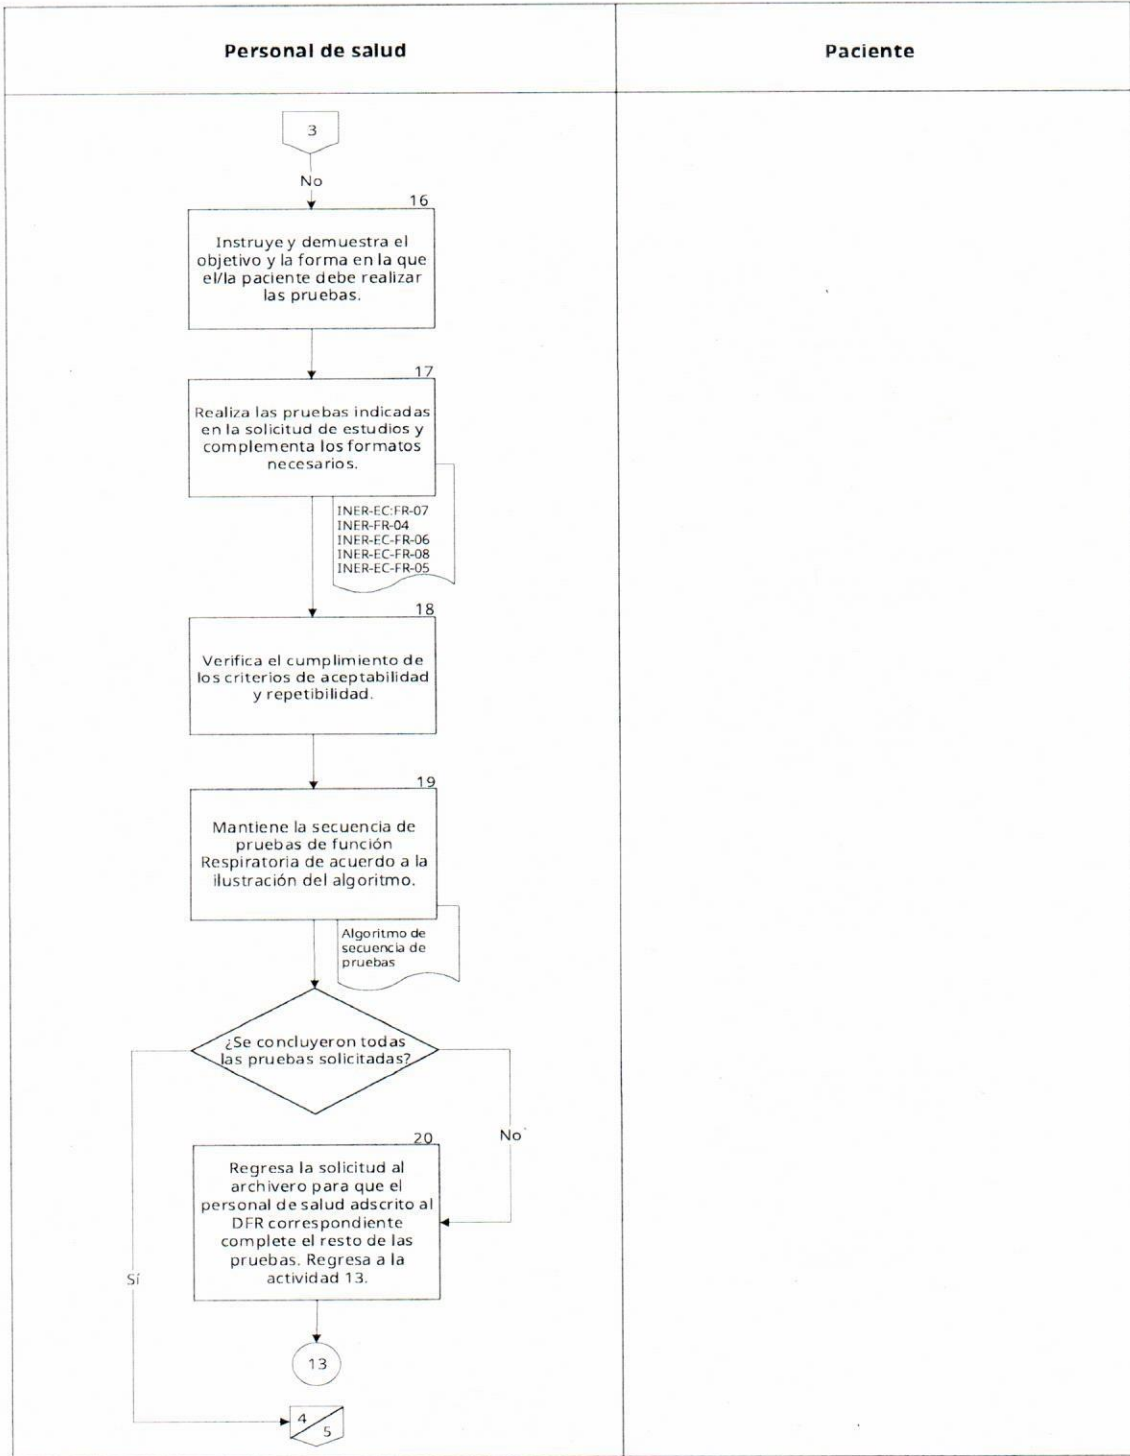 Personal de salud
Paciente
3
No
16
Instruye y demuestra el
objetivo y la forma en la que
el/la paciente debe realizar
las pruebas.
17
Realiza las pruebas indicadas
en la solicitud de estudios y
complementa los formatos
necesarios.
INER-EC:FR-07
INER-FR-04
INER-EC-FR-06
INER-EC-FR-08
INER-EC-FR-05
18
Verifica el cumplimiento de
los criterios de aceptabilidad
y repetibilidad.
19
Mantiene la secuencia de
pruebas de función
Respiratoria de acuerdo a la
ilustración del algoritmo.
Algoritmo de
secuencia de
pruebas
¿Se concluyeron todas
las pruebas solicitadas?
No
20
Regresa la solicitud al
archivero para que el
personal de salud adscrito al
DFR correspondiente
complete el resto de las
pruebas. Regresa a la
actividad 13.
Sí
13
4
5